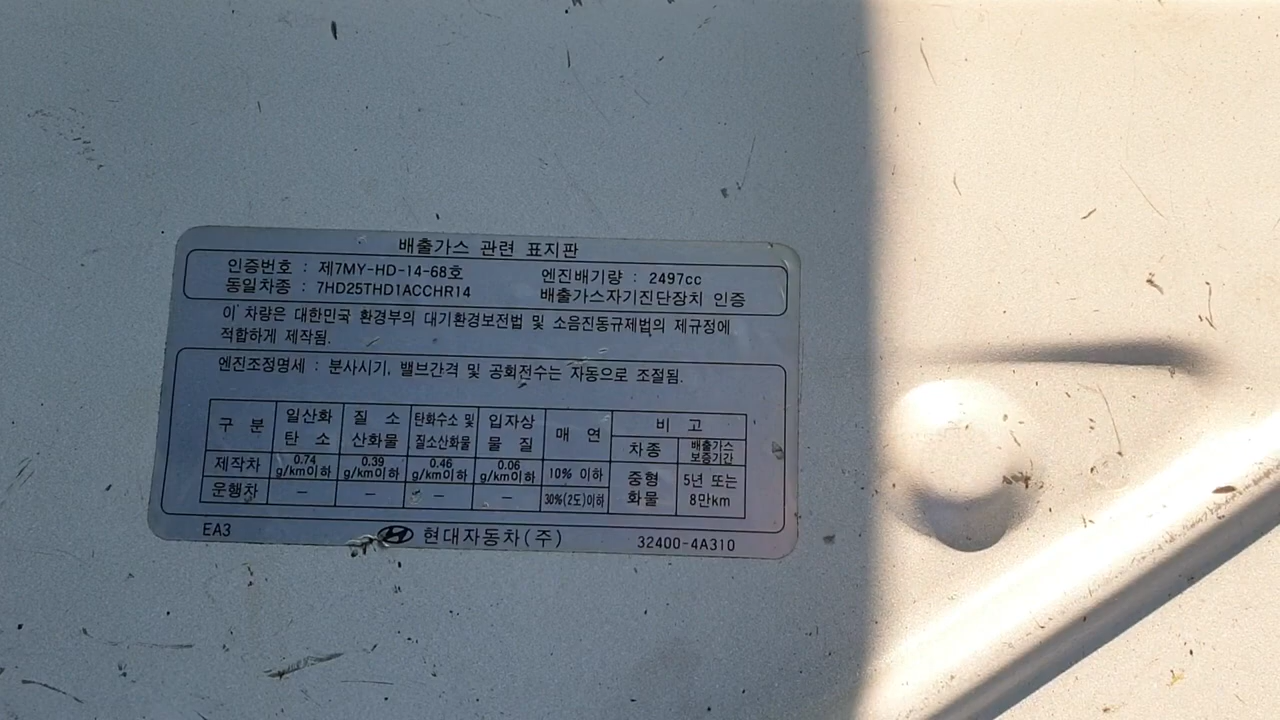 배출가스 관련 표지판
인증번호 : 제7MY-HD-14-68호 엔진배기량 : 2497cc
동일차종 : 7HD25THD1ACCHR14 배출가스자기진단장치 인증
이 차량은 대한민국 환경부의 대기환경보전법 및 소음진동규제법의 제규정에
적합하게 제작됨.
엔진조정명세 : 분사시기, 밸브간격 및 공회전수는 자동으로 조절됨.
구 분 일산화 탄 소 질 소 산화물 탄화수소 및 질소산화물 입자상 물 질 매 연 비 고
차종 배출가스 보증기간
제작차 0.74 g/km이하 0.39 g/km이하 0.46 g/km이하 0.06 g/km이하 10% 이하 중형 화물 5년 또는 8만km
운행차 – – – – 30%(2도)이하
EA3 현대자동차(주) 32400-4A310